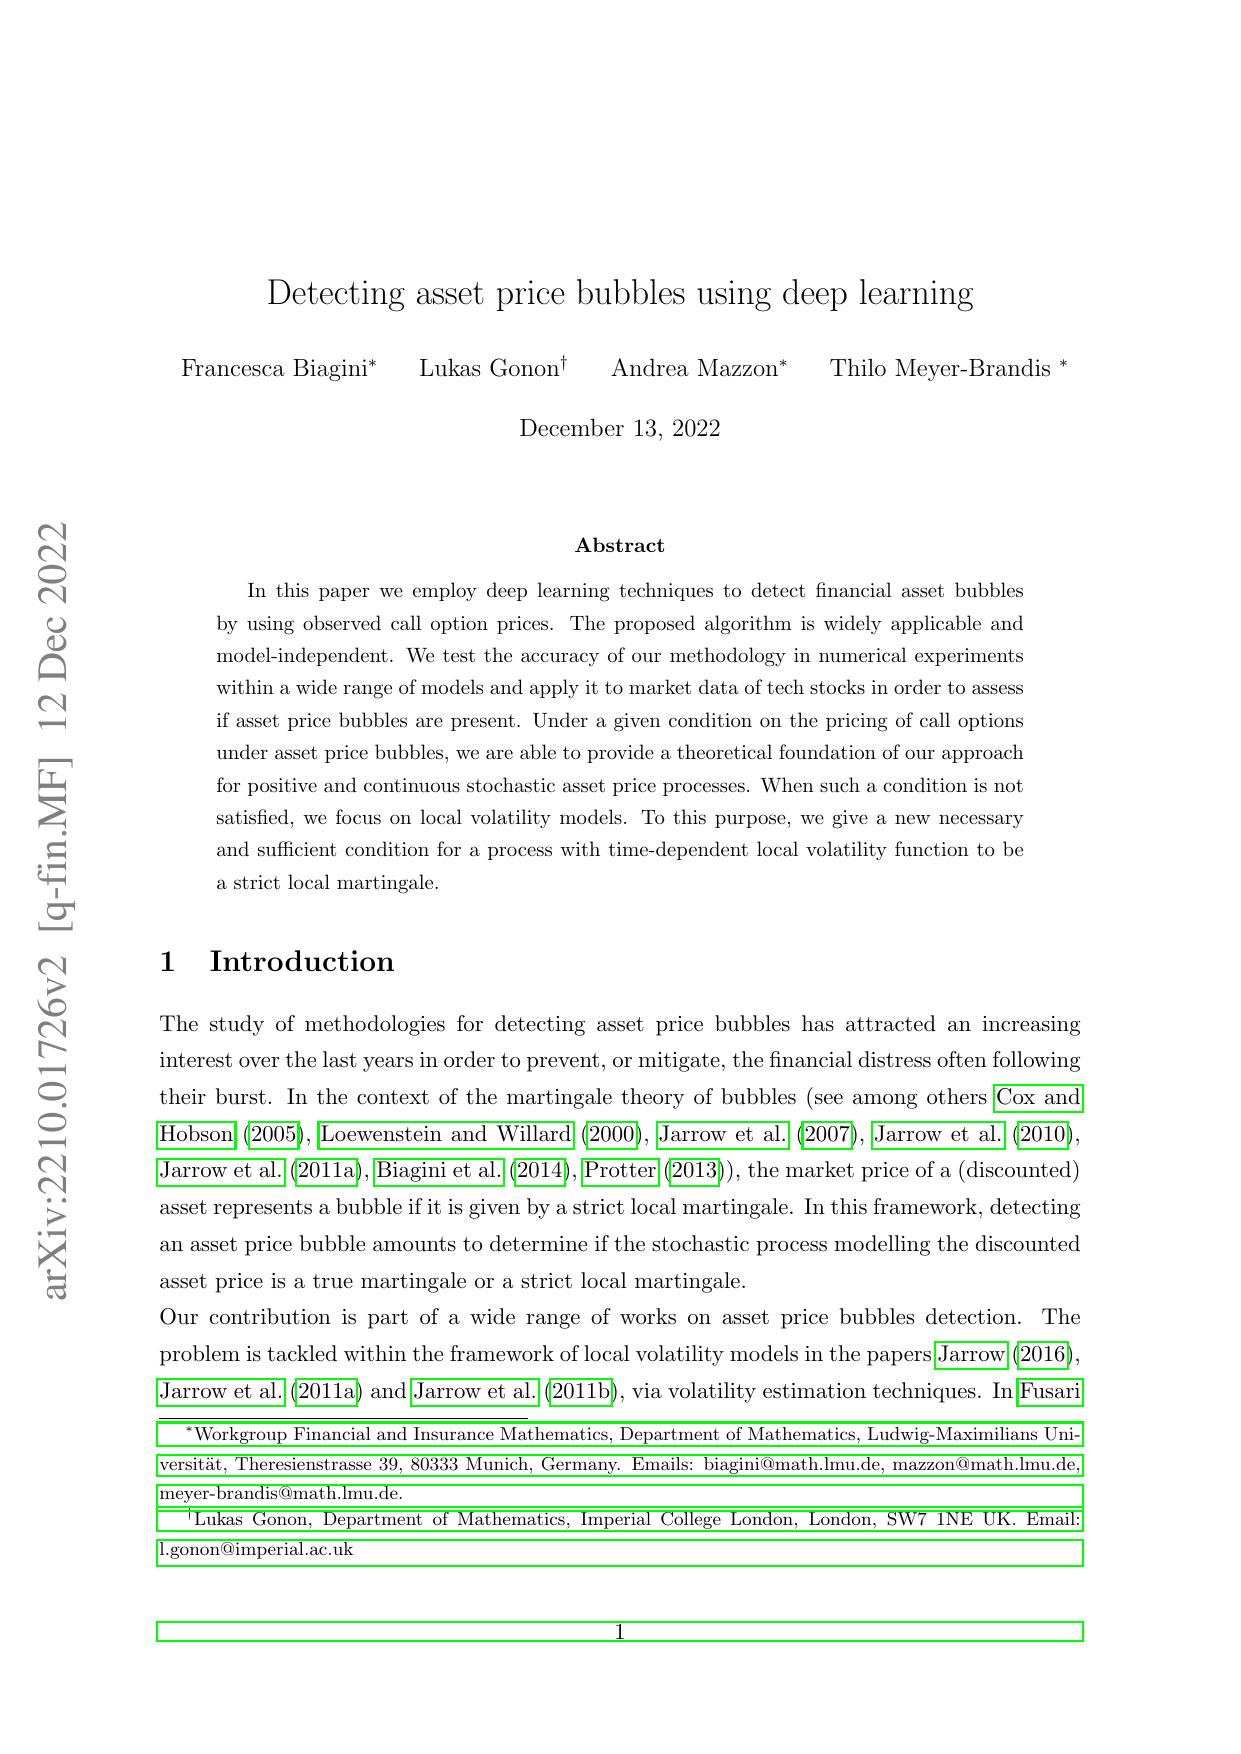 arXiv:2210.01726v2 [q-fin.MF] 12 Dec 2022
Detecting asset price bubbles using deep learning
Francesca Biagini* Lukas Gonon† Andrea Mazzon* Thilo Meyer-Brandis *
December 13, 2022
Abstract
In this paper we employ deep learning techniques to detect financial asset bubbles
by using observed call option prices. The proposed algorithm is widely applicable and
model-independent. We test the accuracy of our methodology in numerical experiments
within a wide range of models and apply it to market data of tech stocks in order to assess
if asset price bubbles are present. Under a given condition on the pricing of call options
under asset price bubbles, we are able to provide a theoretical foundation of our approach
for positive and continuous stochastic asset price processes. When such a condition is not
satisfied, we focus on local volatility models. To this purpose, we give a new necessary
and sufficient condition for a process with time-dependent local volatility function to be
a strict local martingale.
1 Introduction
The study of methodologies for detecting asset price bubbles has attracted an increasing
interest over the last years in order to prevent, or mitigate, the financial distress often following
their burst. In the context of the martingale theory of bubbles (see among others Cox and
Hobson (2005), Loewenstein and Willard (2000), Jarrow et al. (2007), Jarrow et al. (2010),
Jarrow et al. (2011a), Biagini et al. (2014), Protter (2013)), the market price of a (discounted)
asset represents a bubble if it is given by a strict local martingale. In this framework, detecting
an asset price bubble amounts to determine if the stochastic process modelling the discounted
asset price is a true martingale or a strict local martingale.
Our contribution is part of a wide range of works on asset price bubbles detection. The
problem is tackled within the framework of local volatility models in the papers Jarrow (2016),
Jarrow et al. (2011a) and Jarrow et al. (2011b), via volatility estimation techniques. In Fusari
*Workgroup Financial and Insurance Mathematics, Department of Mathematics, Ludwig-Maximilians Uni-
versität, Theresienstrasse 39, 80333 Munich, Germany. Emails: biagini@math.lmu.de, mazzon@math.lmu.de,
meyer-brandis@math.lmu.de.
†Lukas Gonon, Department of Mathematics, Imperial College London, London, SW7 1NE UK. Email:
l.gonon@imperial.ac.uk
1